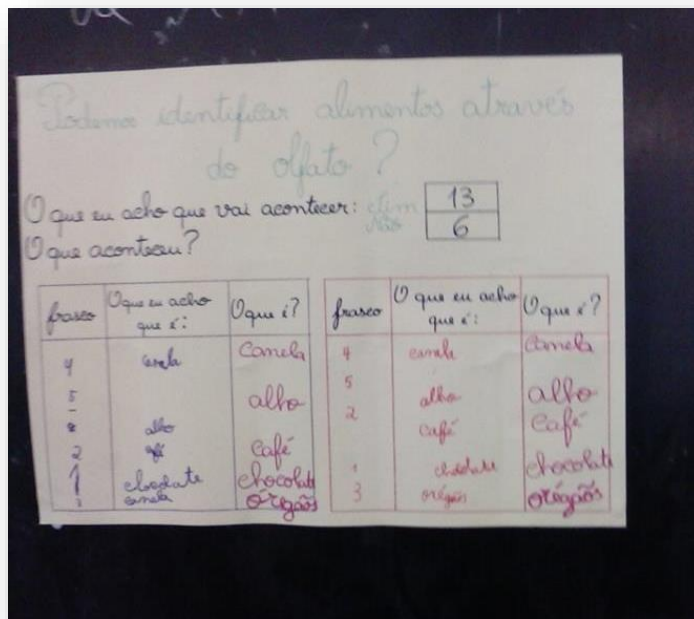 Podemos identificar alimentos através
do olfato?
O que eu acho que vai acontecer: Sim 13
Não 6
O que aconteceu?
frasco O que eu acho que é: O que é?
4 canela canela
5 alho
alho
2 café café
1 chocolate chocolate
canela orégãos
frasco O que eu acho que é: O que é?
4 canela canela
5 alho alho
2 café café
1 chocolate chocolate
3 orégãos orégãos